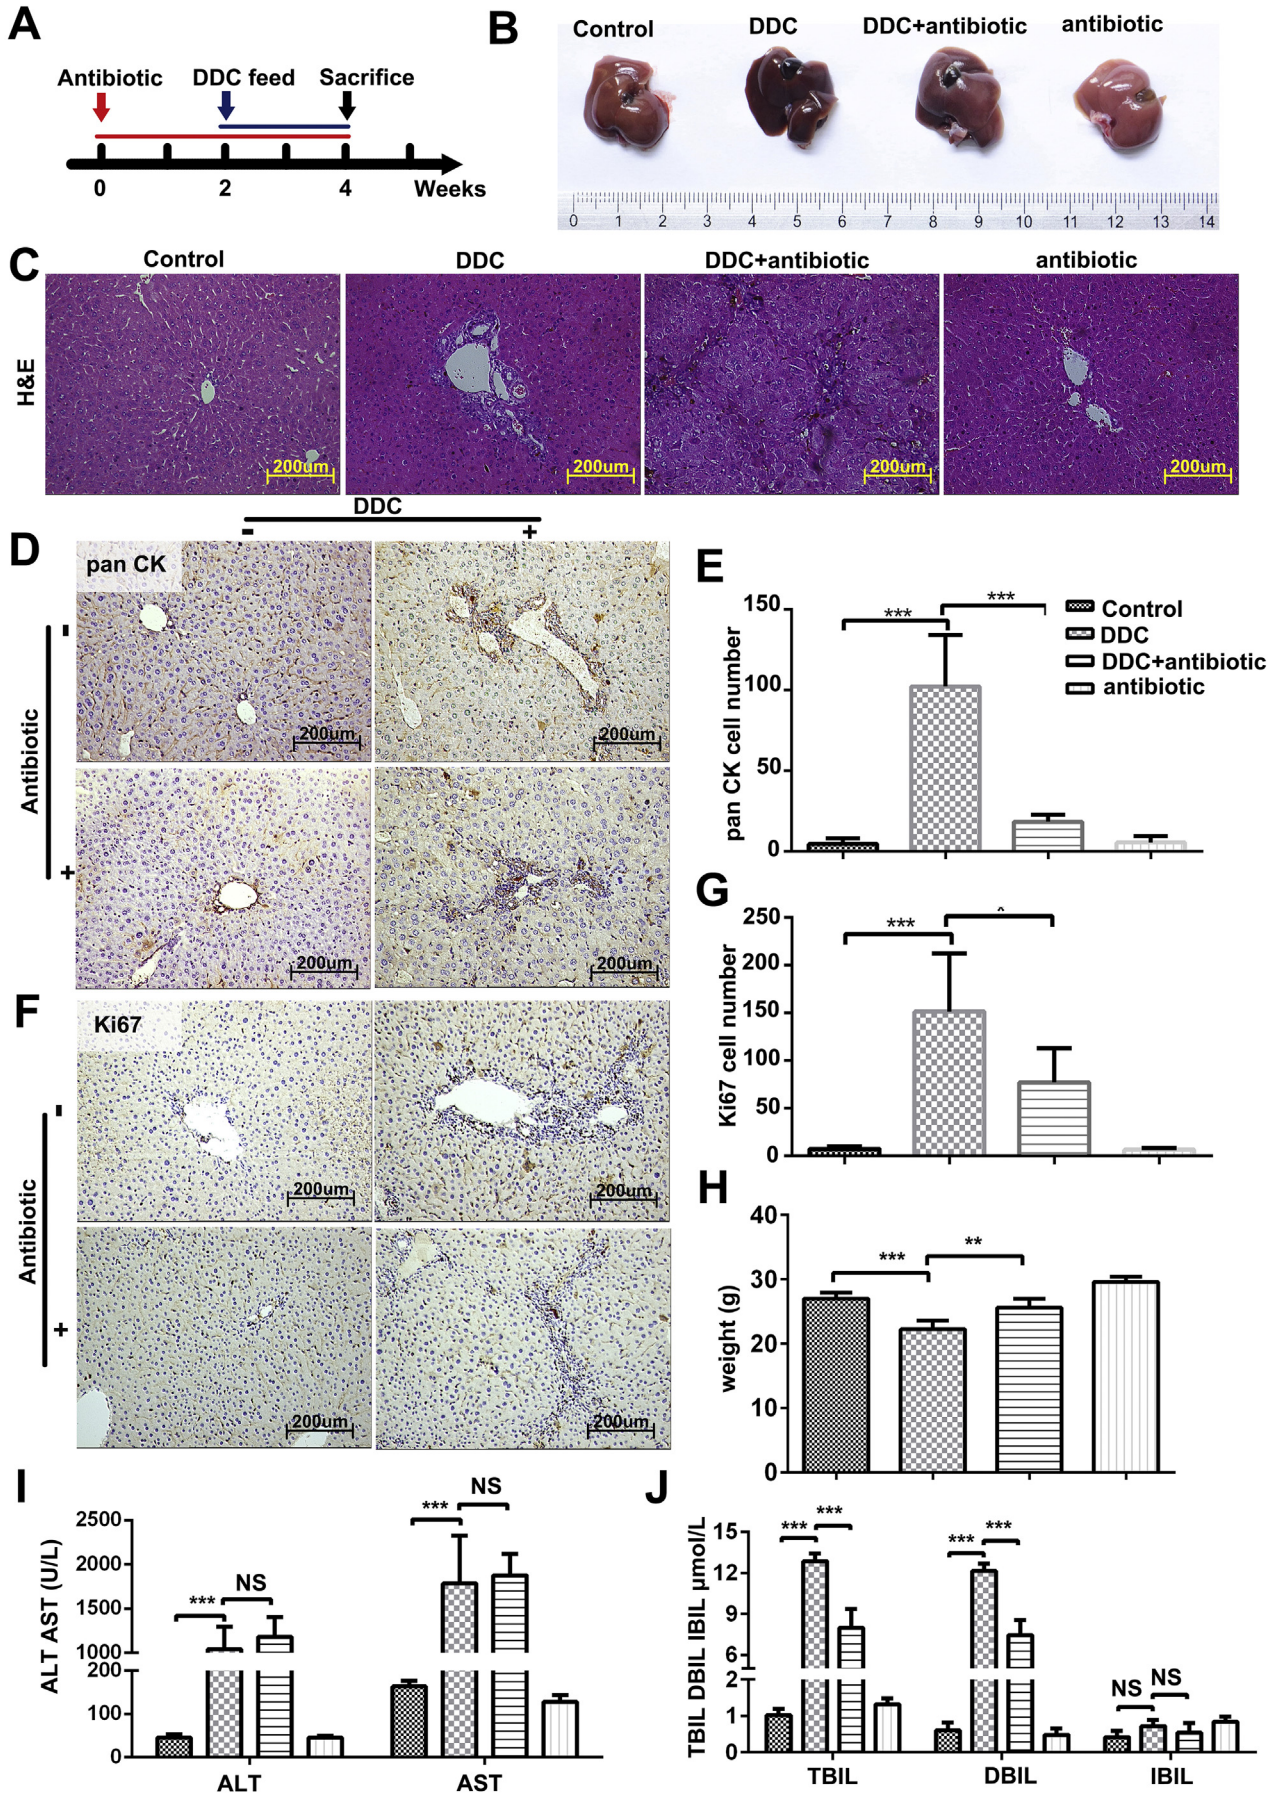 A
Antibiotic DDC feed Sacrifice
0 2 4 Weeks
B
Control DDC DDC+antibiotic antibiotic
0 1 2 3 4 5 6 7 8 9 10 11 12 13 14
C
Control DDC DDC+antibiotic antibiotic
H&E
200um 200um 200um 200um
DDC
- +
D
pan CK
Antibiotic
-
+
200um 200um
200um 200um
E
pan CK cell number
150
100
50
0
*** ***
Control
DDC
DDC+antibiotic
antibiotic
F
Ki67
Antibiotic
-
+
200um 200um
200um 200um
G
Ki67 cell number
250
200
150
100
50
0
***
H
weight (g)
40
30
20
10
0
*** **
I
ALT AST (U/L)
2500
2000
1500
1000
200
100
0
*** NS *** NS
ALT AST
J
TBIL DBIL IBIL µmol/L
15
12
9
6
2
1
0
*** *** *** *** NS NS
TBIL DBIL IBIL